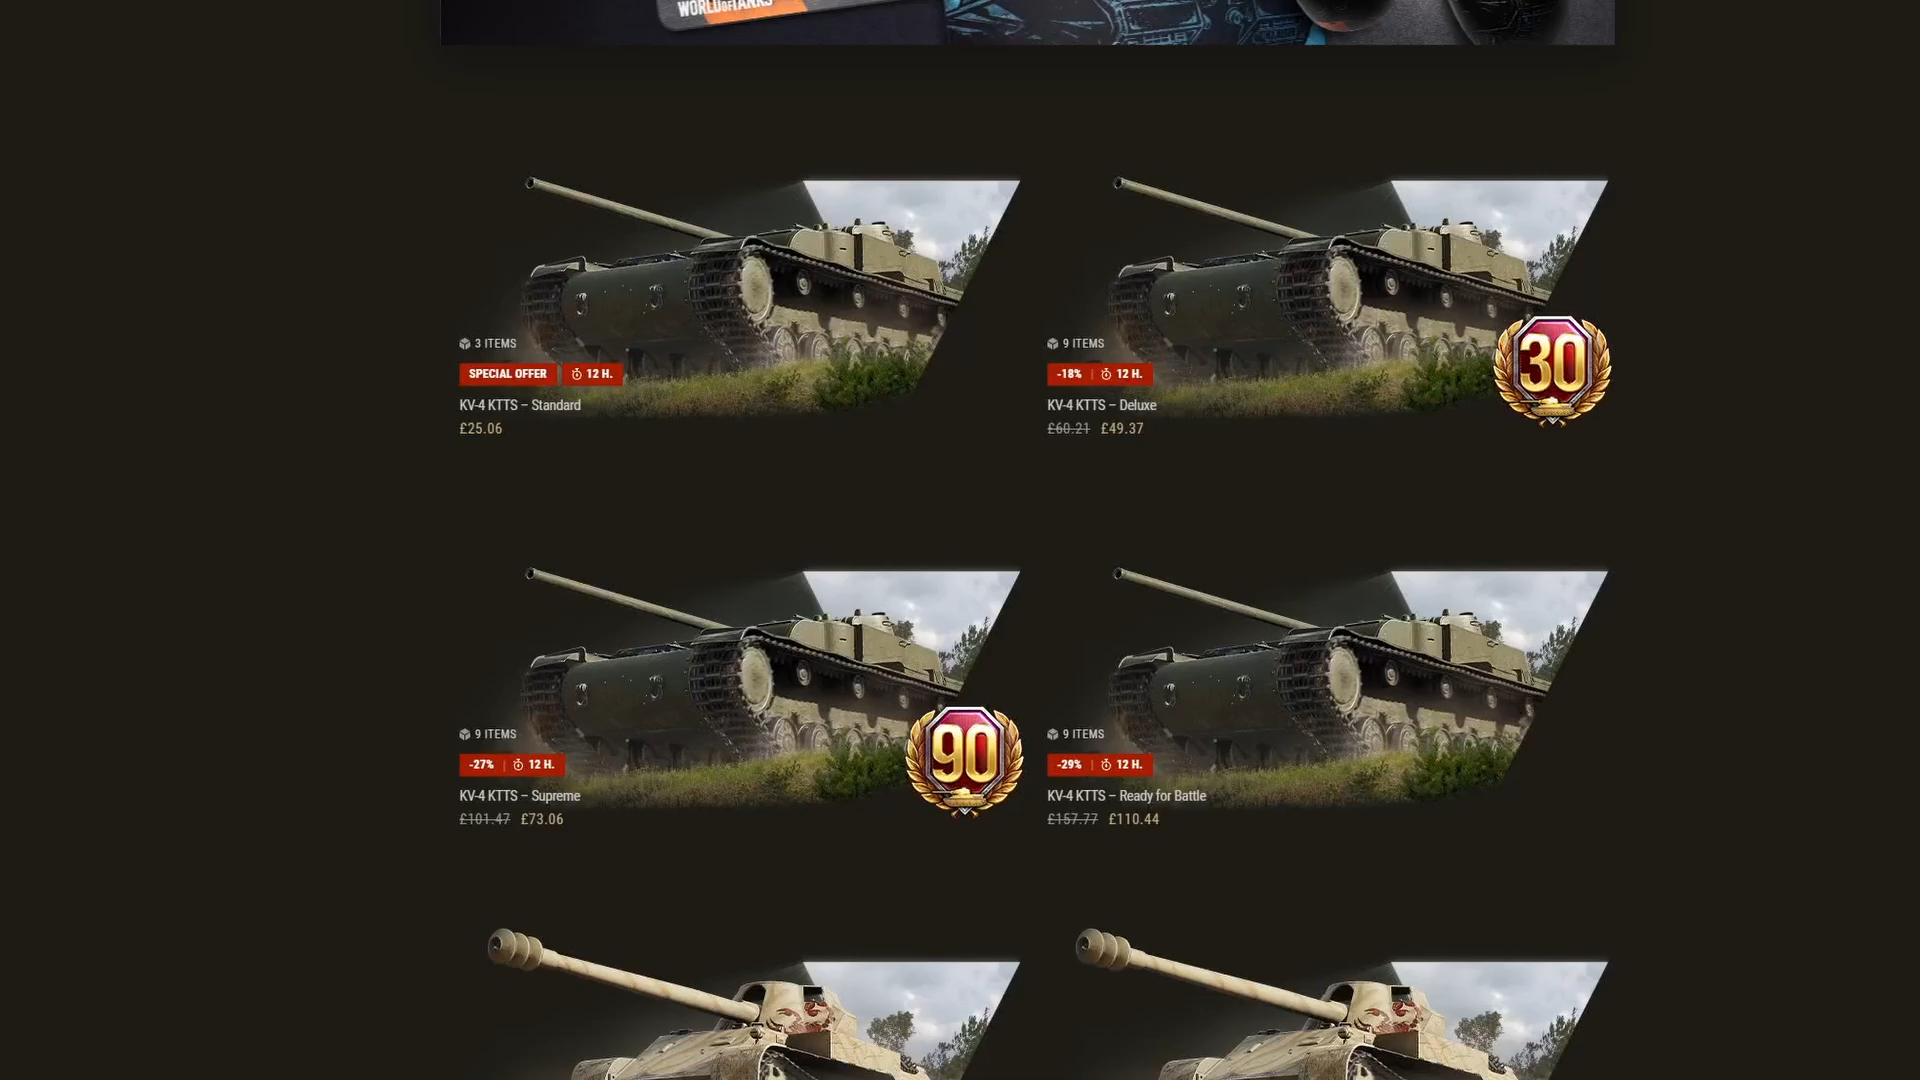 WORLD OF TANKS
3 ITEMS
SPECIAL OFFER 12 H.
KV-4 KTTS – Standard
£25.06
9 ITEMS
-18% | 12 H.
KV-4 KTTS – Deluxe
£60.21 £49.37
30
9 ITEMS
-27% | 12 H.
KV-4 KTTS – Supreme
£101.47 £73.06
90
9 ITEMS
-29% | 12 H.
KV-4 KTTS – Ready for Battle
£157.77 £110.44